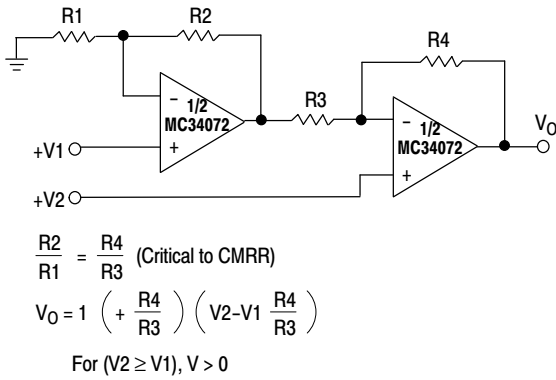 R1
R2
R4
R3
1/2
MC34072
1/2
MC34072
VO
−
+
−
+
+V1
+V2
R2/R1 = R4/R3 (Critical to CMRR)
VO = 1 ( + R4/R3 ) ( V2−V1 R4/R3 )
For (V2 ≥ V1), V > 0